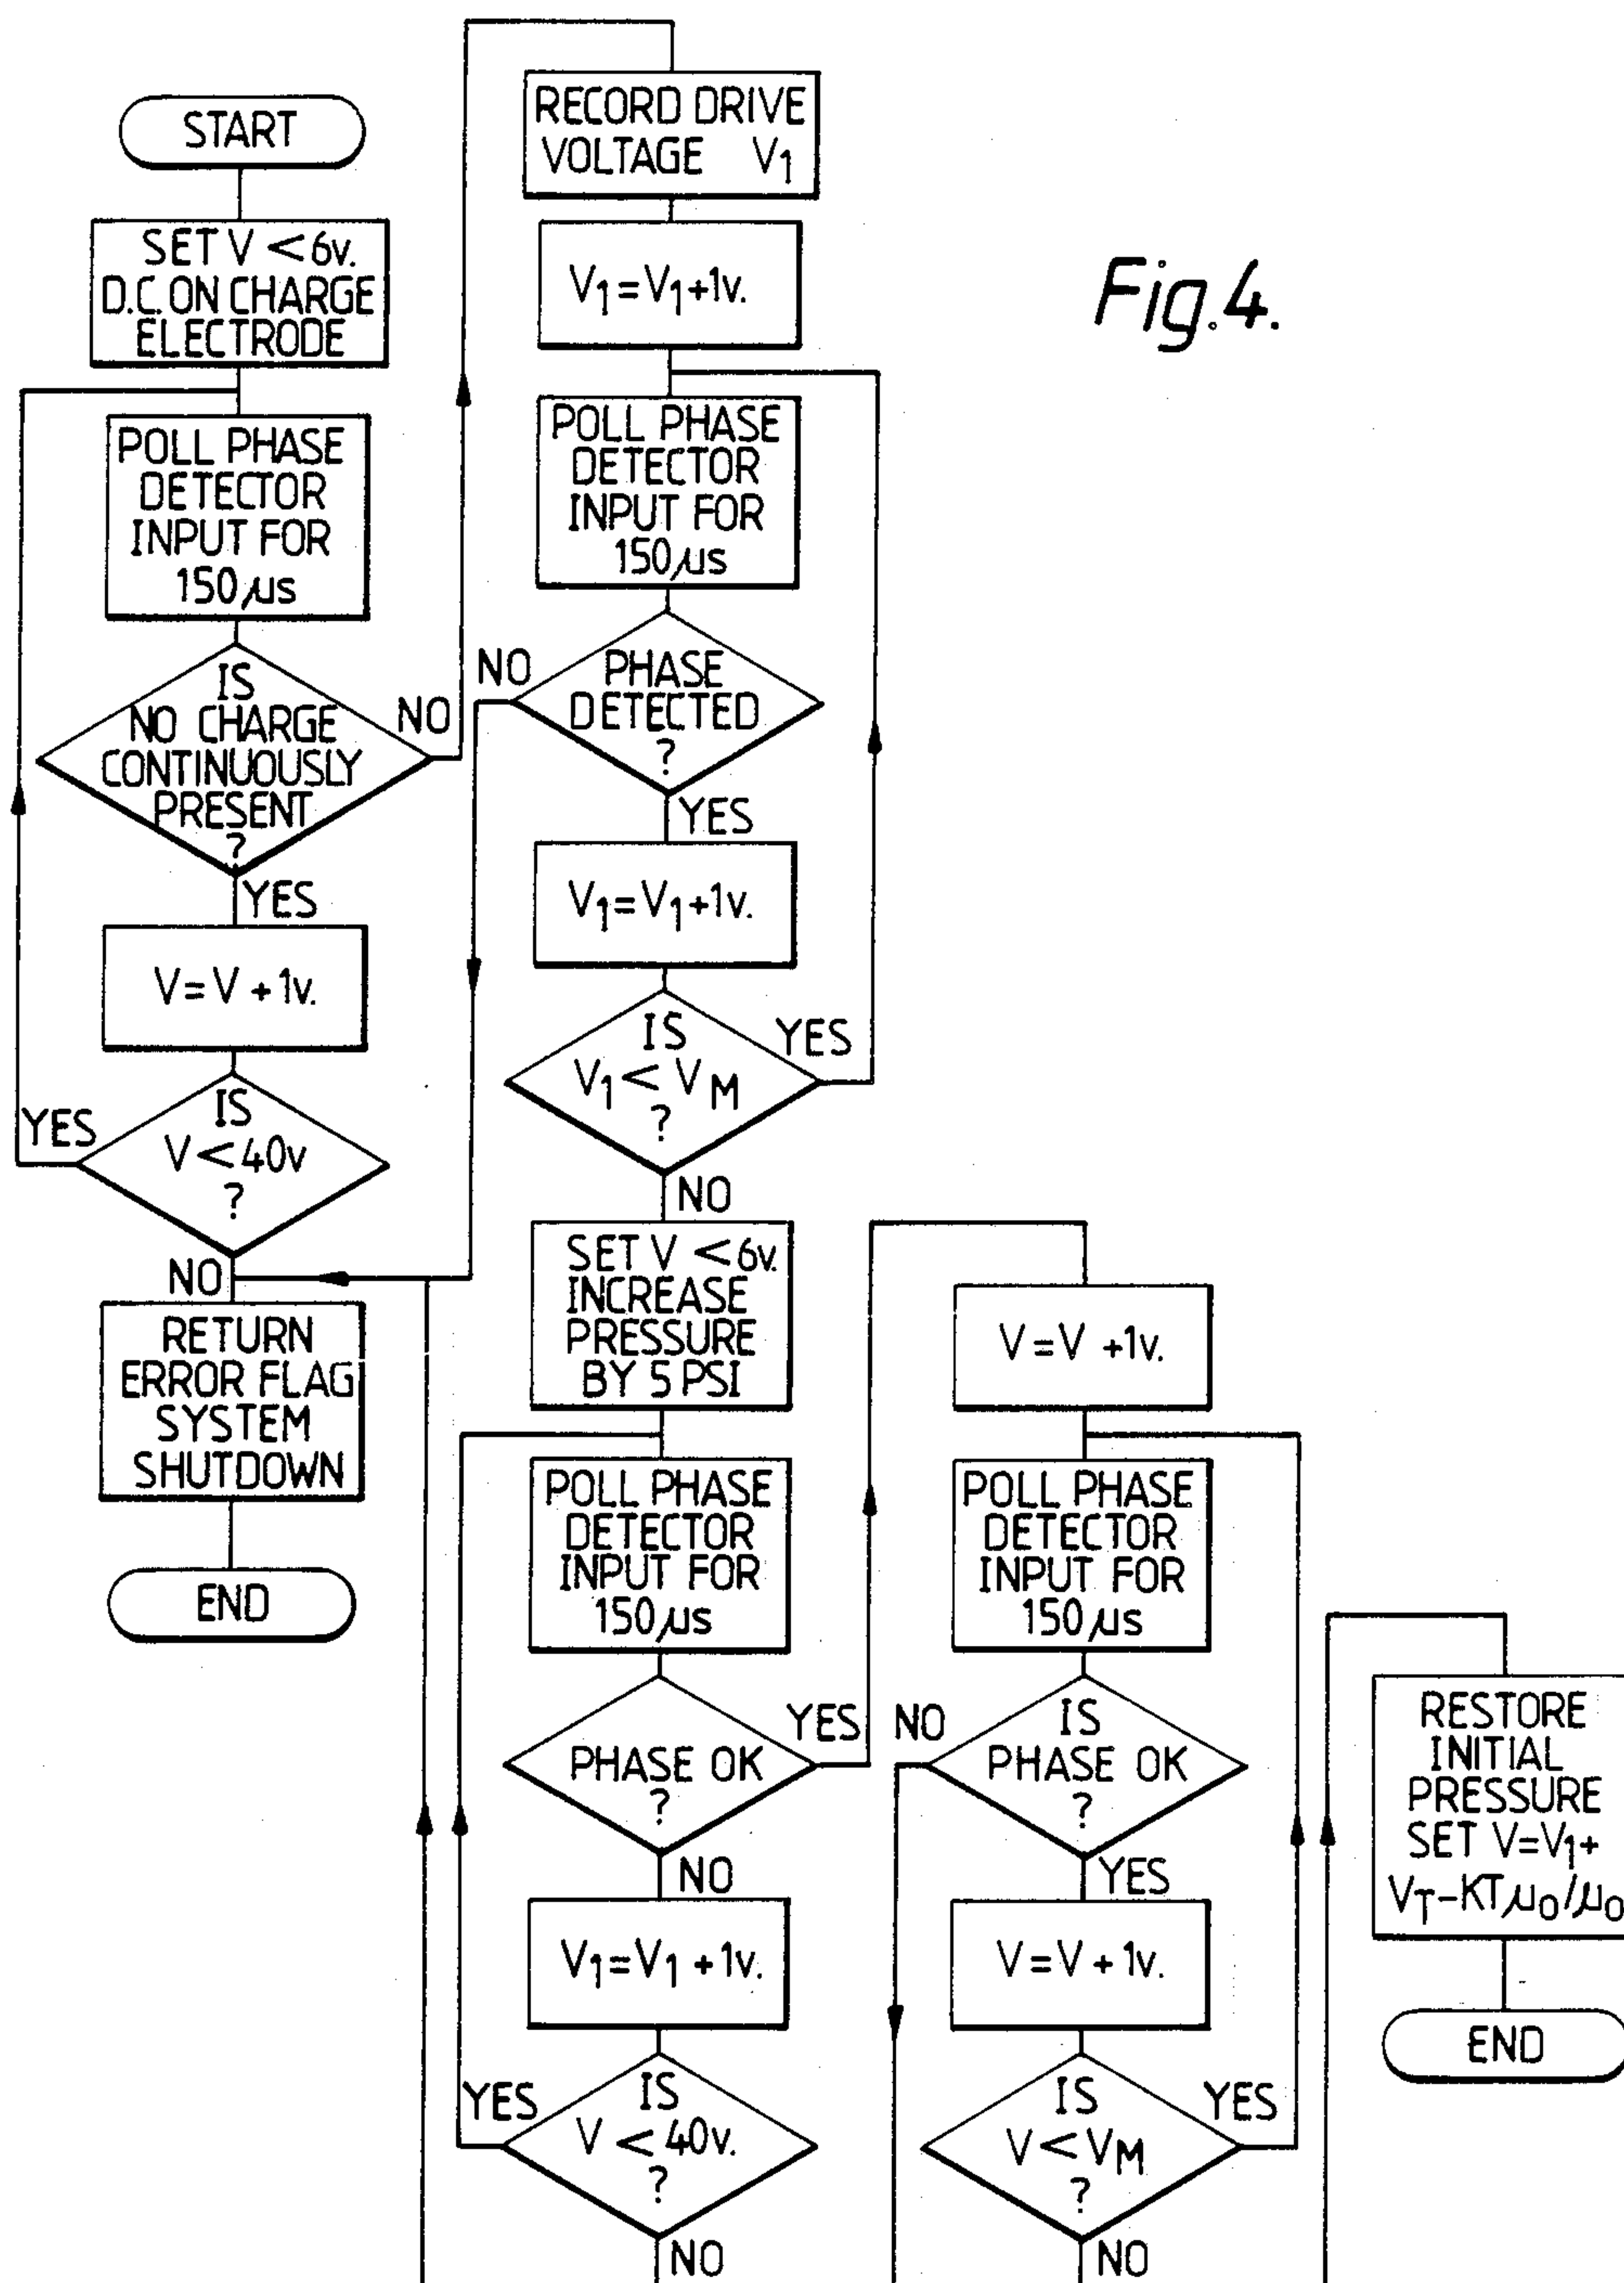 START
SET V < 6v.
D.C. ON CHARGE
ELECTRODE
POLL PHASE
DETECTOR
INPUT FOR
150 µs
IS
NO CHARGE
CONTINUOUSLY
PRESENT
?
NO
YES
V = V + 1v.
IS
V < 40v
?
YES
NO
RETURN
ERROR FLAG
SYSTEM
SHUTDOWN
END
RECORD DRIVE
VOLTAGE V1
V1 = V1 + 1v.
POLL PHASE
DETECTOR
INPUT FOR
150 µs
PHASE
DETECTED
?
NO
YES
V1 = V1 + 1v.
IS
V1 < VM
?
YES
NO
SET V < 6v.
INCREASE
PRESSURE
BY 5 PSI
POLL PHASE
DETECTOR
INPUT FOR
150 µs
PHASE OK
?
YES
NO
V1 = V1 + 1v.
IS
V < 40v.
?
YES
NO
V = V + 1v.
POLL PHASE
DETECTOR
INPUT FOR
150 µs
IS
PHASE OK
?
NO
YES
V = V + 1v.
IS
V < VM
?
YES
NO
RESTORE
INITIAL
PRESSURE
SET V = V1 +
VT - KTµ0/µ0
END
Fig. 4.